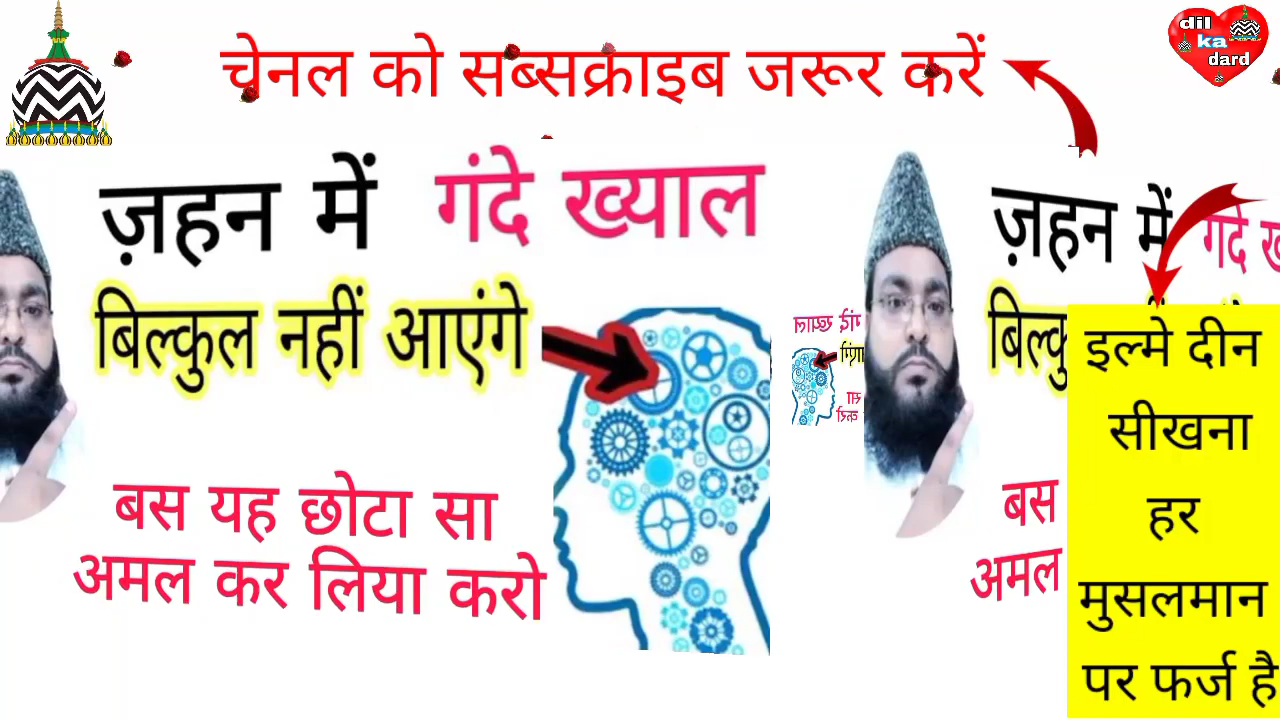 चेनल को सब्सक्राइब जरूर करें
dil
ka
dard
ज़हन में गंदे ख्याल
बिल्कुल नहीं आएंगे
बस यह छोटा सा
अमल कर लिया करो
गंदे ख्याल
सा
ज़हन में गंदे
बस
अमल
इल्मे दीन
सीखना
हर
मुसलमान
पर फर्ज है